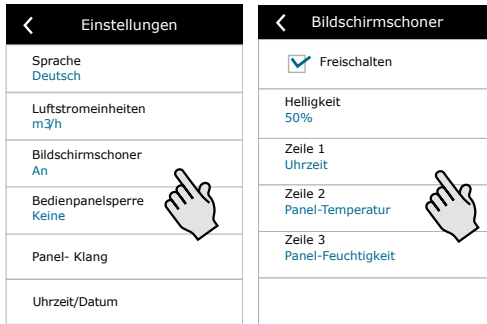 Einstellungen
Sprache
Deutsch
Luftstromeinheiten
m3/h
Bildschirmschoner
An
Bedienpanelsperre
Keine
Panel- Klang
Uhrzeit/Datum
Bildschirmschoner
Freischalten
Helligkeit
50%
Zeile 1
Uhrzeit
Zeile 2
Panel-Temperatur
Zeile 3
Panel-Feuchtigkeit